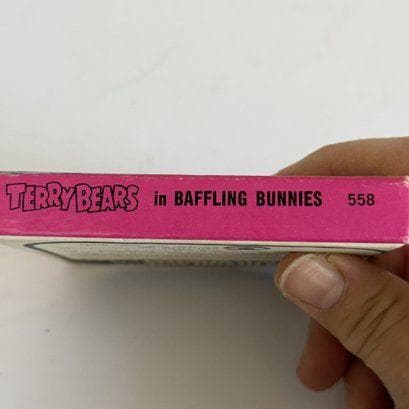 TERRY BEARS in BAFFLING BUNNIES 558